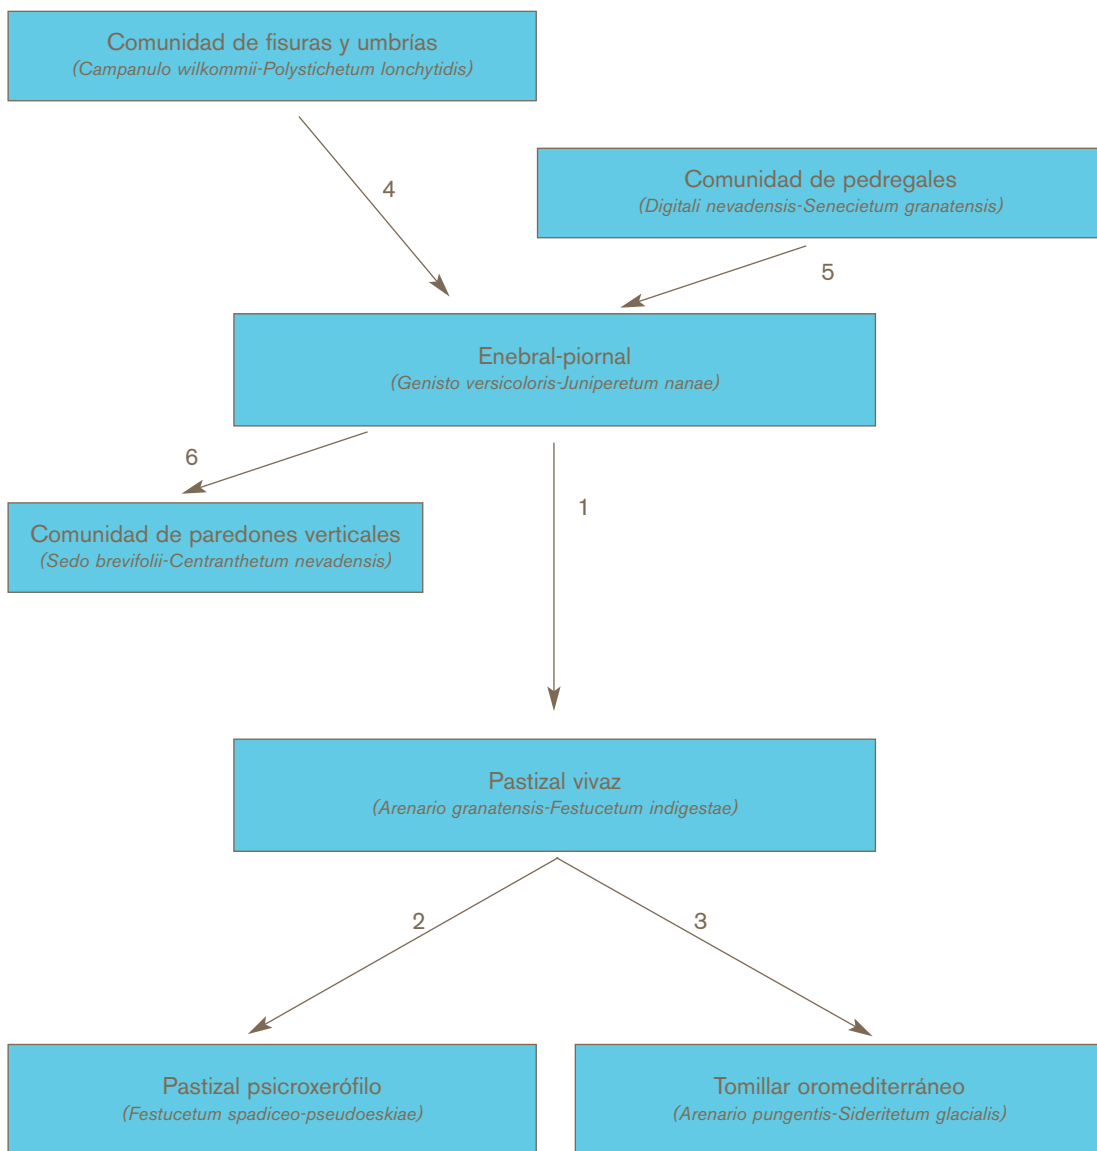 Comunidad de fisuras y umbrías
(Campanulo wilkommii-Polystichetum lonchytidis)
4
Comunidad de pedregales
(Digitali nevadensis-Senecietum granatensis)
5
Enebral-piornal
(Genisto versicoloris-Juniperetum nanae)
6
1
Comunidad de paredones verticales
(Sedo brevifolii-Centranthetum nevadensis)
Pastizal vivaz
(Arenario granatensis-Festucetum indigestae)
2
3
Pastizal psicroxerófilo
(Festucetum spadiceo-pseudoeskiae)
Tomillar oromediterráneo
(Arenario pungentis-Sideritetum glacialis)